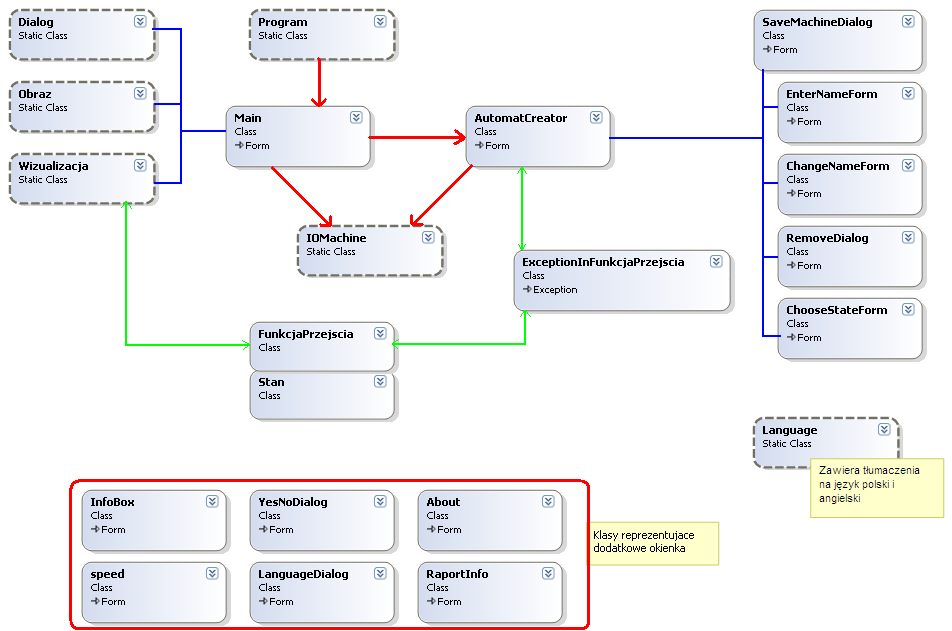 Dialog
Static Class
Program
Static Class
SaveMachineDialog
Class
Form
Obraz
Static Class
EnterNameForm
Class
Form
Main
Class
Form
AutomatCreator
Class
Form
Wizualizacja
Static Class
ChangeNameForm
Class
Form
IOMachine
Static Class
RemoveDialog
Class
Form
ExceptionInFunkcjaPrzejscia
Class
Exception
ChooseStateForm
Class
Form
FunkcjaPrzejscia
Class
Stan
Class
Language
Static Class
Zawiera tłumaczenia
na język polski i
angielski
InfoBox
Class
Form
YesNoDialog
Class
Form
About
Class
Form
Klasy reprezentujace
dodatkowe okienka
speed
Class
Form
LanguageDialog
Class
Form
RaportInfo
Class
Form